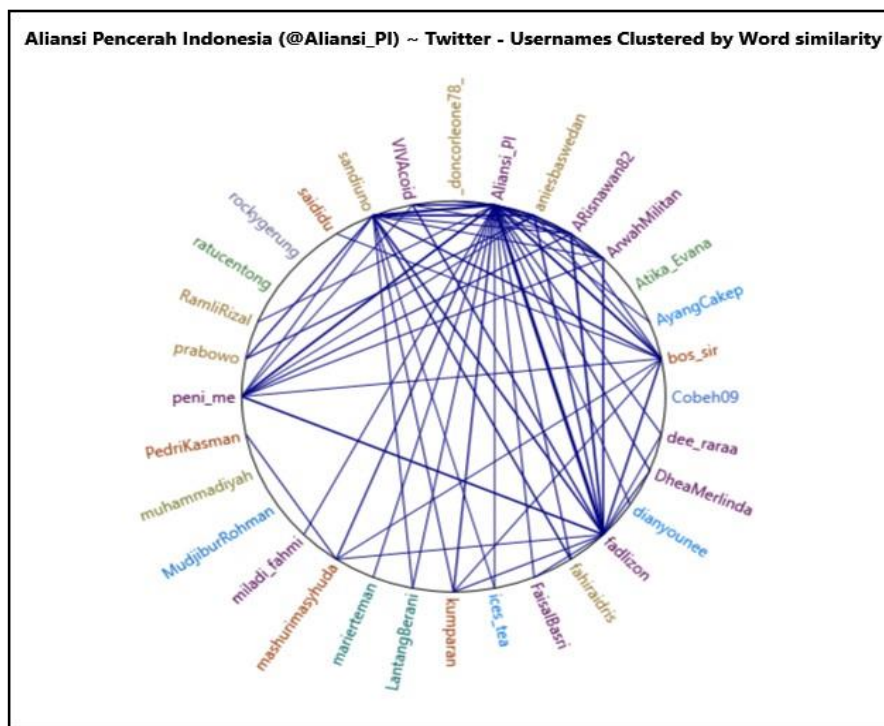 Aliansi Pencerah Indonesia (@Aliansi_PI) ~ Twitter - Usernames Clustered by Word similarity
_doncorleone78_
Aliansi_PI
aniesbaswedan
ARisnawan82
ArwahMilitan
Atika_Evana
AyangCakep
bos_sir
Cobeh09
dee_raraa
DheaMerlinda
dianyounee
fadlizon
fahiraidris
FaisalBasri
ices_tea
kumparan
LantangBerani
marierteman
mashurimasyhuda
miladi_fahmi
MudjiburRohman
muhammadiyah
PedriKasman
peni_me
prabowo
RamliRizal
ratucentong
rockygerung
saididu
sandiuno
VIVAcoid